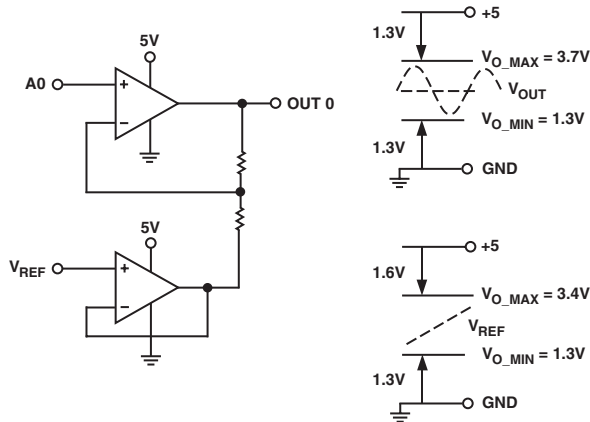 5V
A0
+
−
OUT 0
5V
VREF
+
−
+5
1.3V
VO_MAX = 3.7V
VOUT
VO_MIN = 1.3V
1.3V
GND
+5
1.6V
VO_MAX = 3.4V
VREF
VO_MIN = 1.3V
1.3V
GND